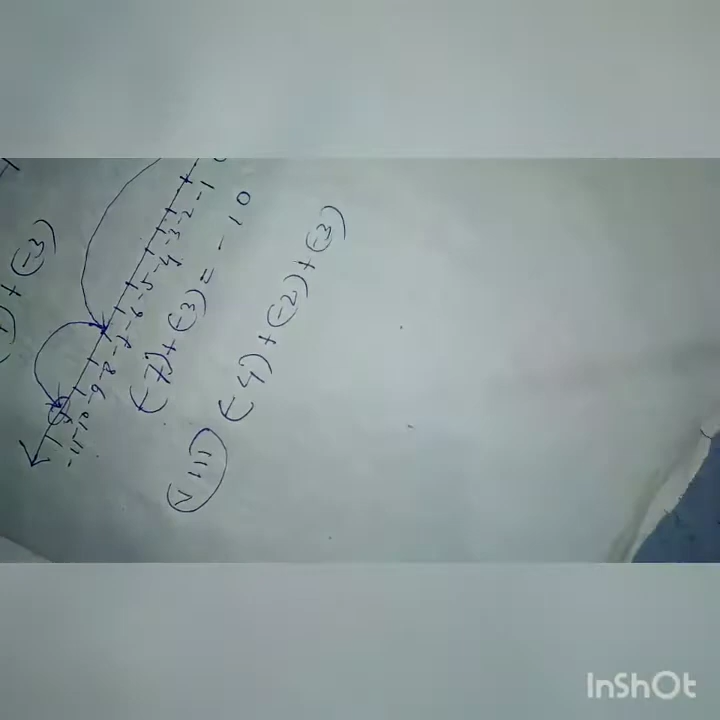 ) + (-3)
-11 -10 -9 -8 -7 -6 -5 -4 -3 -2 -1
(-7) + (-3) = -10
(viii) (-4) + (-2) + (-3)
InShOt